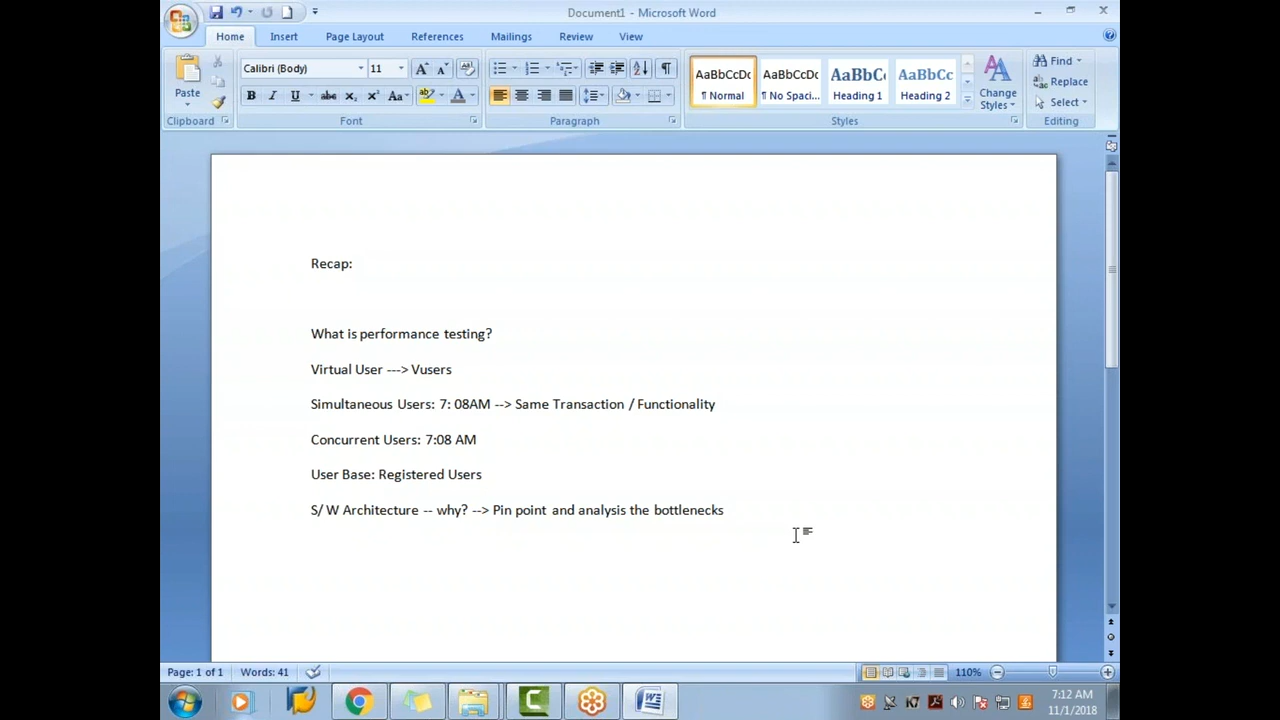 Document1 - Microsoft Word
Home Insert Page Layout References Mailings Review View
Calibri (Body) 11
Paste
AaBbCcDc AaBbCcDc AaBbC AaBbCc
¶ Normal ¶ No Spaci... Heading 1 Heading 2
Change Styles
Find
Replace
Select
Clipboard Font Paragraph Styles Editing
Recap:
What is performance testing?
Virtual User ---> Vusers
Simultaneous Users: 7: 08AM --> Same Transaction / Functionality
Concurrent Users: 7:08 AM
User Base: Registered Users
S/ W Architecture -- why? --> Pin point and analysis the bottlenecks
Page: 1 of 1 Words: 41 110%
7:12 AM
11/1/2018